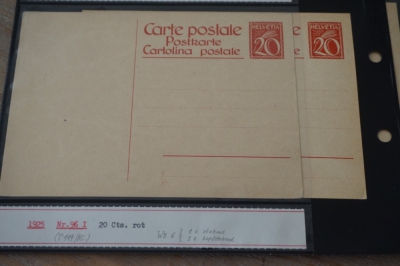 Carte postale
Postkarte
Cartolina postale
HELVETIA
20
HELVETIA
20
1925 Nr.96 I 20 Cts. rot